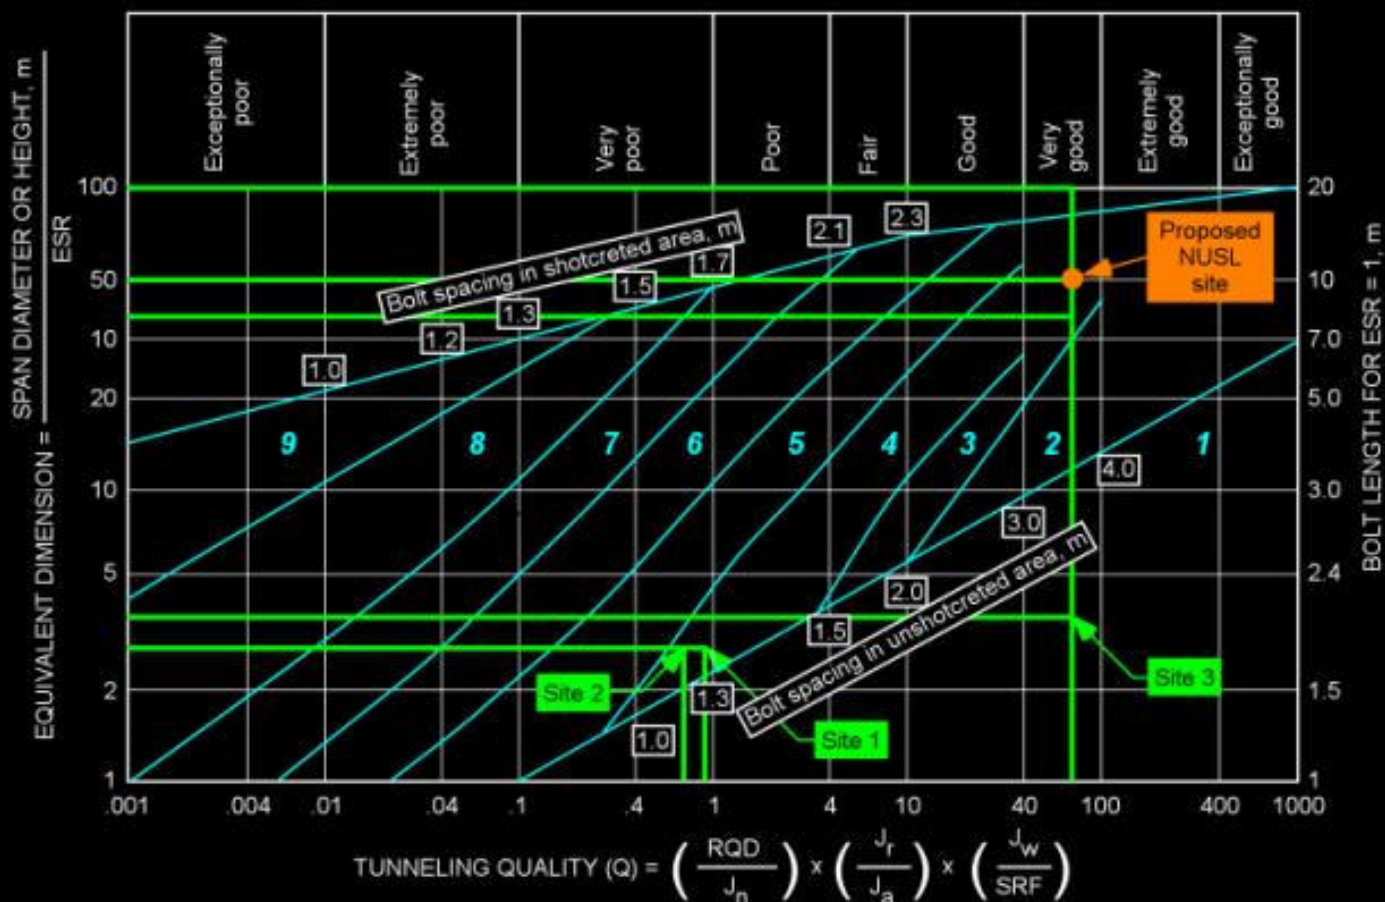 SPAN DIAMETER OR HEIGHT, m
EQUIVALENT DIMENSION =
ESR
Exceptionally
poor
Extremely
poor
Very
poor
Poor
Fair
Good
Very
good
Extremely
good
Exceptionally
good
100
50
10
20
10
5
2
1
20
10
7.0
5.0
3.0
2.4
1.5
1
BOLT LENGTH FOR ESR = 1, m
Bolt spacing in shotcreted area, m
1.0
1.2
1.3
1.5
1.7
2.1
2.3
Proposed
NUSL
site
9
8
7
6
5
4
3
2
1
4.0
3.0
2.0
1.5
1.3
1.0
Bolt spacing in unshotcreted area, m
Site 2
Site 1
Site 3
.001
.004
.01
.04
.1
.4
1
4
10
40
100
400
1000
TUNNELING QUALITY (Q) = (RQD / Jn) x (Jr / Ja) x (Jw / SRF)